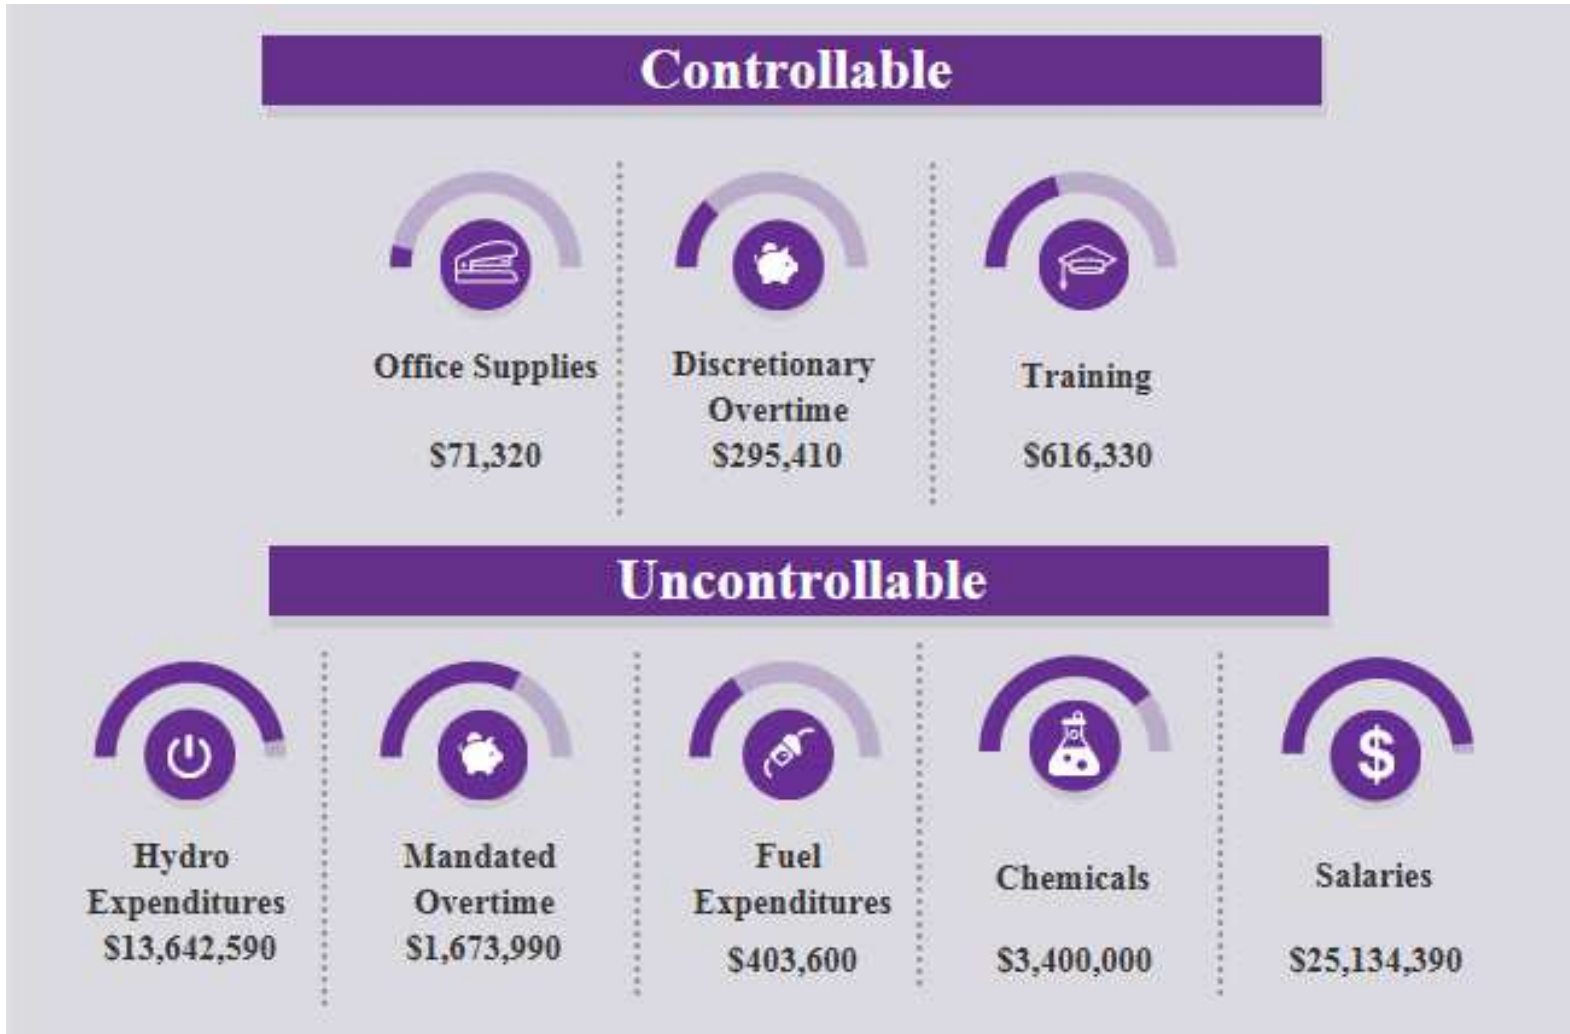 Controllable
Office Supplies
$71,320
Discretionary
Overtime
$295,410
Training
$616,330
Uncontrollable
Hydro
Expenditures
$13,642,590
Mandated
Overtime
$1,673,990
Fuel
Expenditures
$403,600
Chemicals
$3,400,000
Salaries
$25,134,390